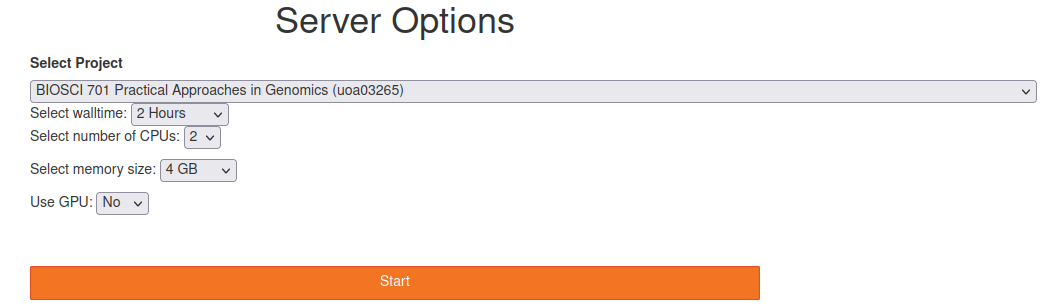 Server Options
Select Project
BIOSCI 701 Practical Approaches in Genomics (uoa03265)
Select walltime: 2 Hours
Select number of CPUs: 2
Select memory size: 4 GB
Use GPU: No
Start